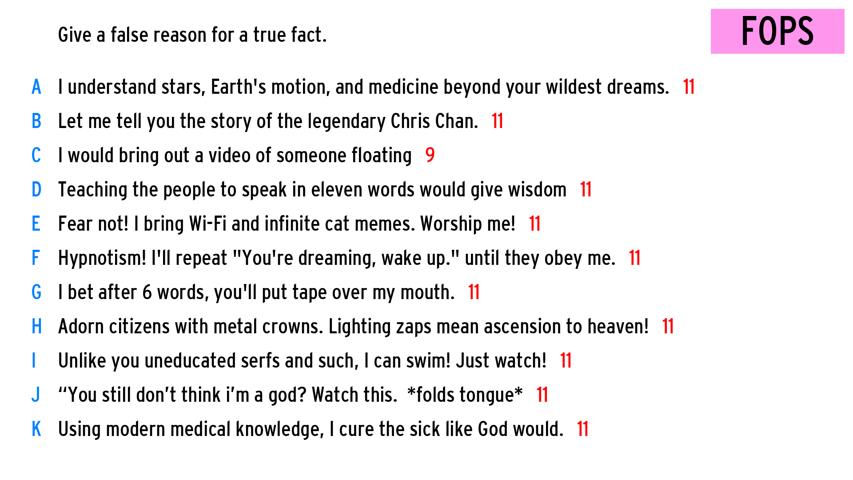 Give a false reason for a true fact.
FOPS
A I understand stars, Earth's motion, and medicine beyond your wildest dreams. 11
B Let me tell you the story of the legendary Chris Chan. 11
C I would bring out a video of someone floating 9
D Teaching the people to speak in eleven words would give wisdom 11
E Fear not! I bring Wi-Fi and infinite cat memes. Worship me! 11
F Hypnotism! I'll repeat "You're dreaming, wake up." until they obey me. 11
G I bet after 6 words, you'll put tape over my mouth. 11
H Adorn citizens with metal crowns. Lighting zaps mean ascension to heaven! 11
I Unlike you uneducated serfs and such, I can swim! Just watch! 11
J “You still don’t think i’m a god? Watch this. *folds tongue* 11
K Using modern medical knowledge, I cure the sick like God would. 11